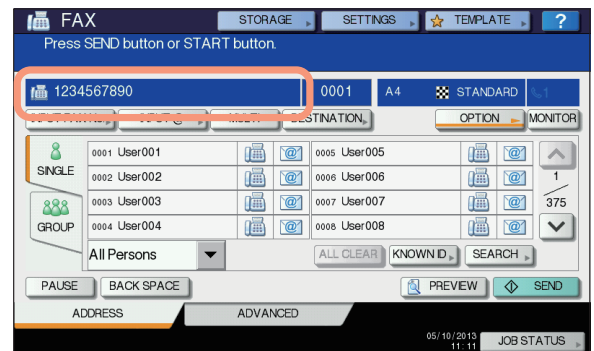 FAX STORAGE SETTINGS TEMPLATE ?
Press SEND button or START button.
1234567890 0001 A4 STANDARD 1
OPTION MONITOR
SINGLE
0001 User001 0005 User005
0002 User002 0006 User006
0003 User003 0007 User007
0004 User004 0008 User008
1
375
GROUP
All Persons ALL CLEAR KNOWN ID SEARCH
PAUSE BACK SPACE PREVIEW SEND
ADDRESS ADVANCED
05/10/2013
11:11
JOB STATUS